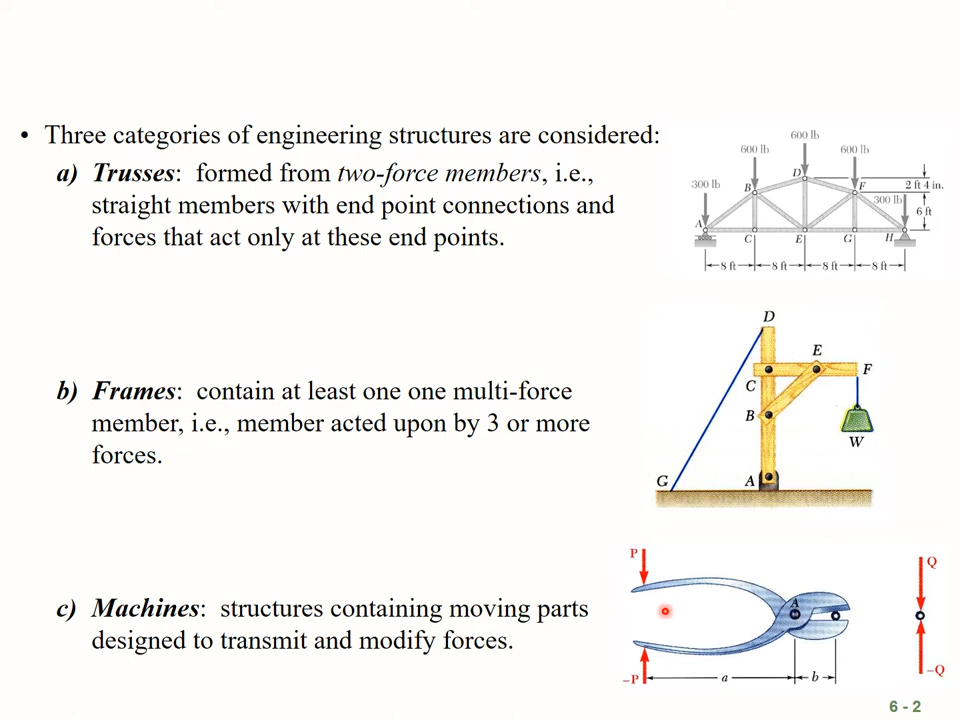 • Three categories of engineering structures are considered:
a) Trusses: formed from two-force members, i.e.,
straight members with end point connections and
forces that act only at these end points.
600 lb
600 lb
600 lb
300 lb
D
B
F
2 ft 4 in.
300 lb
6 ft
A
C
E
G
H
8 ft
8 ft
8 ft
8 ft
b) Frames: contain at least one one multi-force
member, i.e., member acted upon by 3 or more
forces.
D
E
F
C
B
W
G
A
c) Machines: structures containing moving parts
designed to transmit and modify forces.
P
A
Q
−P
a
b
−Q
6 - 2